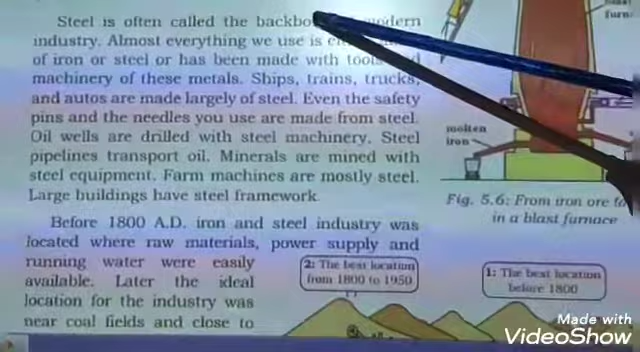 Steel is often called the modern
industry. Almost everything we use is
of iron or steel or has been made with
machinery of these metals. Ships, trains, trucks,
and autos are made largely of steel. Even the safety
pins and the needles you use are made from steel.
Oil wells are drilled with steel machinery. Steel
pipelines transport oil. Minerals are mined with
steel equipment. Farm machines are mostly steel.
Large buildings have steel framework.
Before 1800 A.D. iron and steel industry was
located where raw materials, power supply and
running water were easily
available. Later the ideal
location for the industry was
near coal fields and close to
molten
iron
Fig. 5.6: From iron ore
in a blast furnace
2: The best location
from 1800 to 1950
1: The best location
before 1800
Made with
VideoShow